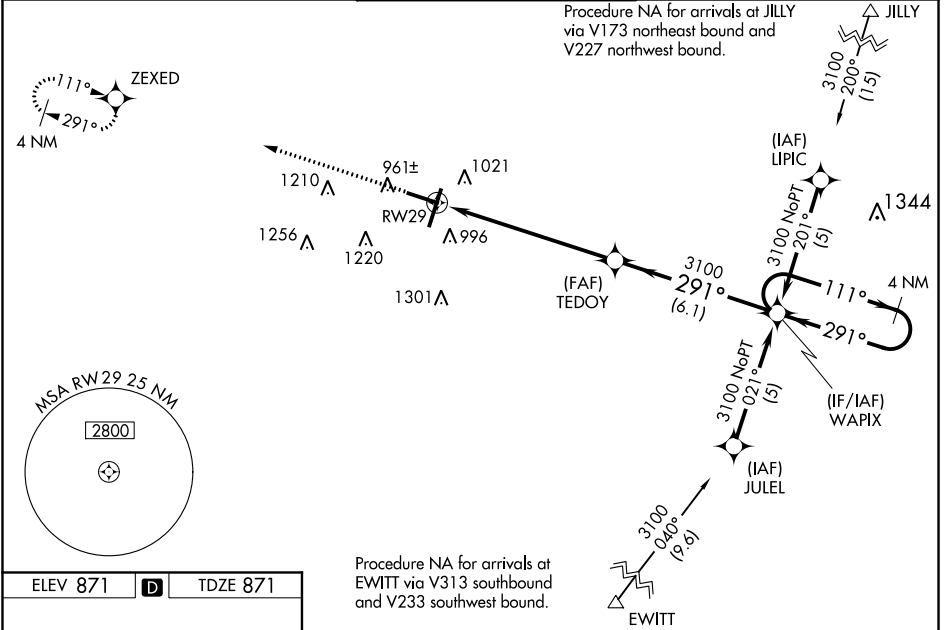 Procedure NA for arrivals at JILLY
via V173 northeast bound and
V227 northwest bound.
JILLY
3100
200°
(15)
ZEXED
111°
291°
4 NM
(IAF)
LIPIC
1344
3100 NoPT
201°
(5)
961±
1021
1210
RW29
996
1256
1220
1301
(FAF)
TEDOY
3100
291°
(6.1)
111°
4 NM
291°
(IF/IAF)
WAPIX
3100 NoPT
021°
(5)
(IAF)
JULEL
MSA RW29 25 NM
2800
3100
040°
(9.6)
EWITT
Procedure NA for arrivals at
EWITT via V313 southbound
and V233 southwest bound.
ELEV 871 D TDZE 871